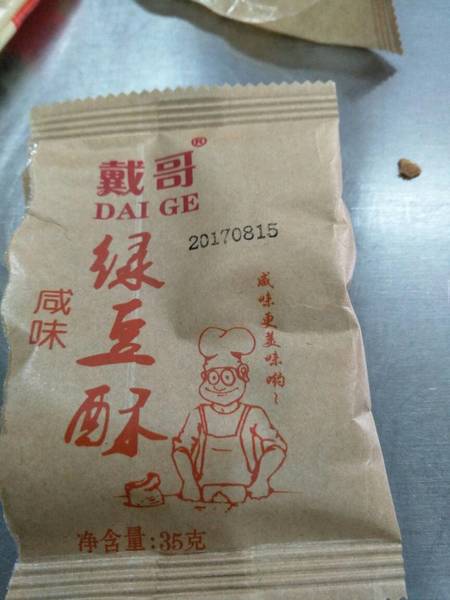 戴哥®
DAI GE
20170815
绿豆酥
咸味
咸味更美味哟~
净含量:35克